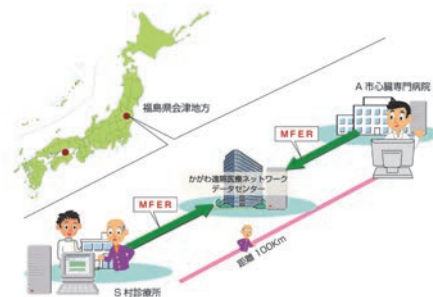 福島県会津地方
A市心臓専門病院
MFER
かがわ遠隔医療ネットワーク
データセンター
MFER
距離 100Km
S村診療所